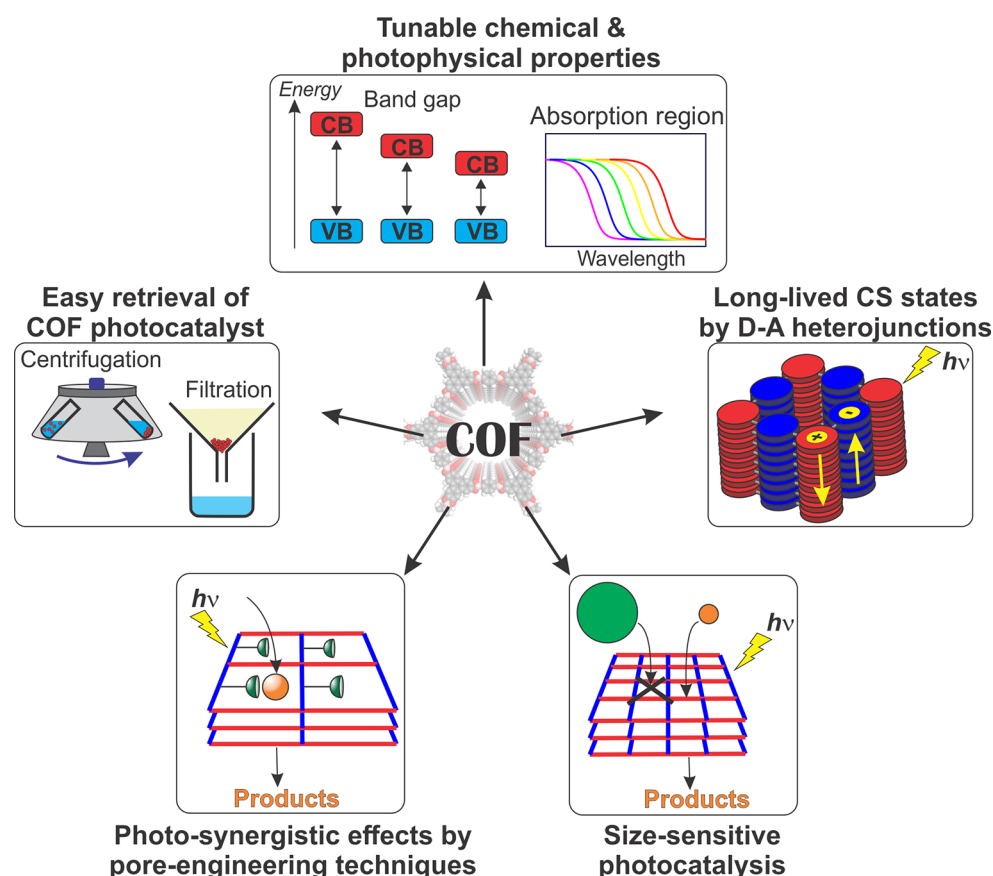 Tunable chemical &
photophysical properties
Energy
Band gap
CB
CB
CB
VB
VB
VB
Absorption region
Wavelength
Easy retrieval of
COF photocatalyst
Centrifugation
Filtration
COF
Long-lived CS states
by D-A heterojunctions
hν
+
-
hν
Products
Photo-synergistic effects by
pore-engineering techniques
hν
Products
Size-sensitive
photocatalysis